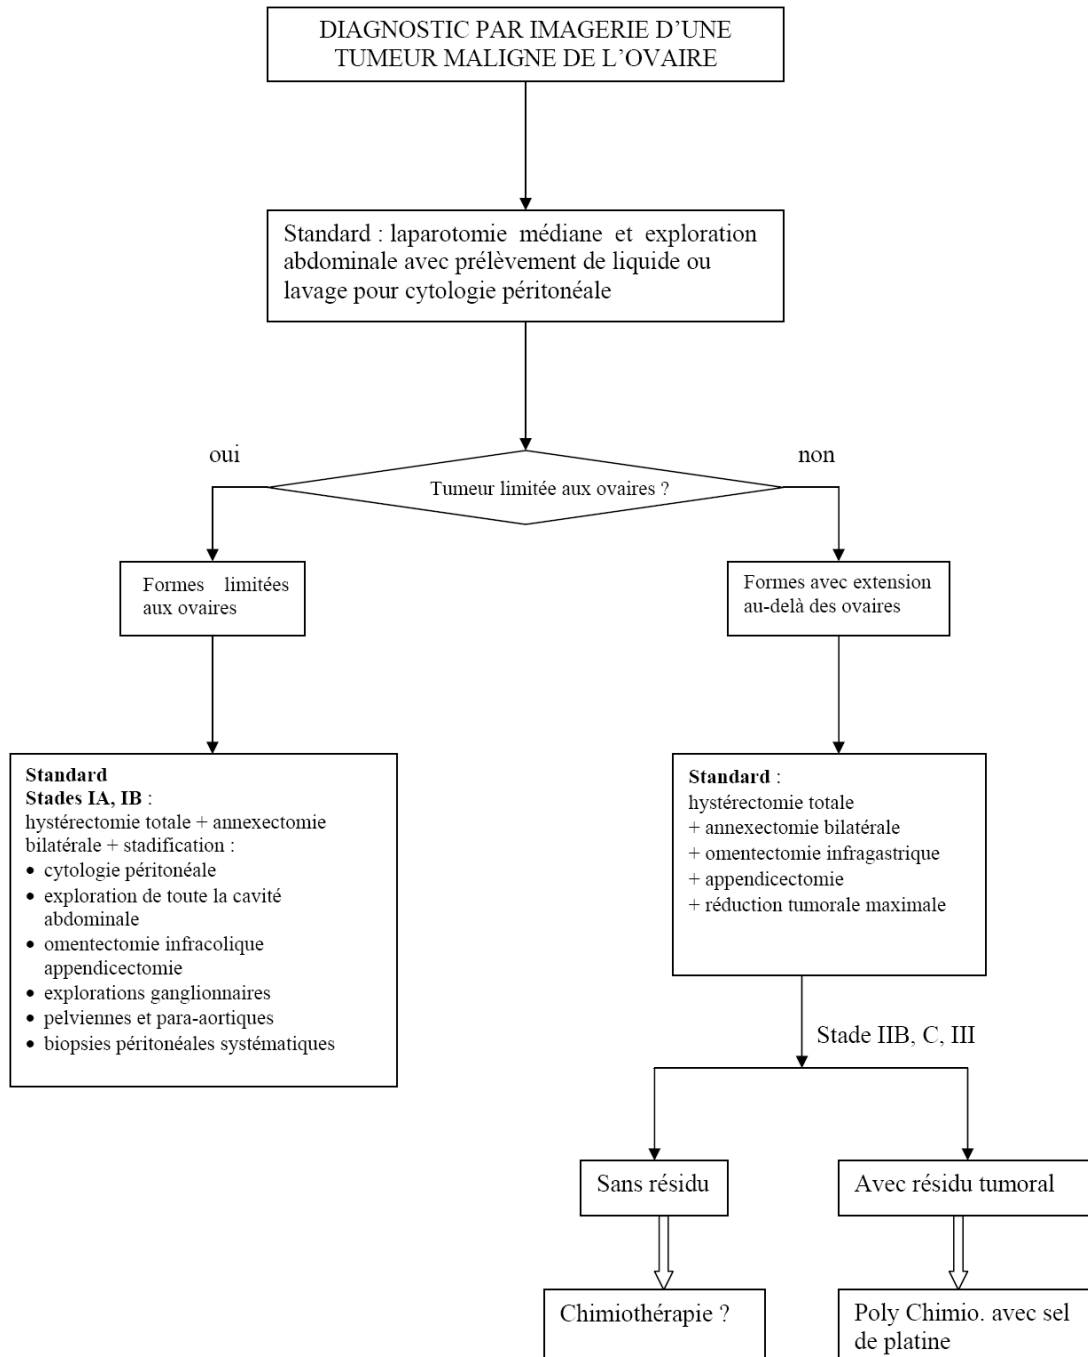 DIAGNOSTIC PAR IMAGERIE D’UNE
TUMEUR MALIGNE DE L’OVAIRE
Standard : laparotomie médiane et exploration
abdominale avec prélèvement de liquide ou
lavage pour cytologie péritonéale
oui
non
Tumeur limitée aux ovaires ?
Formes limitées
aux ovaires
Formes avec extension
au-delà des ovaires
Standard
Stades IA, IB :
hystérectomie totale + annexectomie
bilatérale + stadification :
• cytologie péritonéale
• exploration de toute la cavité
abdominale
• omentectomie infracolique
appendicectomie
• explorations ganglionnaires
• pelviennes et para-aortiques
• biopsies péritonéales systématiques
Standard :
hystérectomie totale
+ annexectomie bilatérale
+ omentectomie infragastrique
+ appendicectomie
+ réduction tumorale maximale
Stade IIB, C, III
Sans résidu
Avec résidu tumoral
Chimiothérapie ?
Poly Chimio. avec sel
de platine